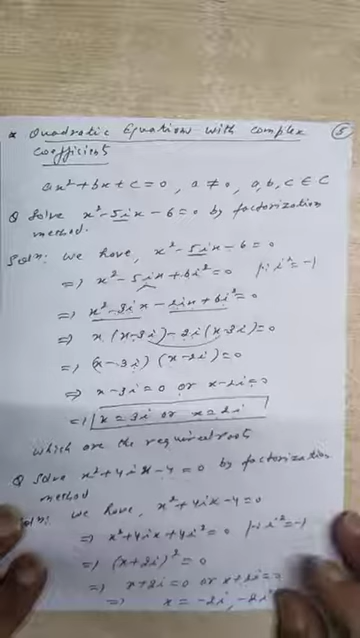 * Quadratic Equation with complex (5)
coefficients
ax² + bx + c = 0, a ≠ 0, a, b, c ∈ C
Q Solve x² - 5ix - 6 = 0 by factorization
method.
Soln: We have, x² - 5ix - 6 = 0
=> x² - 5ix + 6i² = 0 ∵ i² = -1
=> x² - 3ix - 2ix + 6i² = 0
=> x (x - 3i) - 2i (x - 3i) = 0
=> (x - 3i) (x - 2i) = 0
=> x - 3i = 0 or x - 2i = 0
=> x = 3i or x = 2i
which are the required roots
Q Solve x² + 4ix - 4 = 0 by factorization
method
Soln: We have, x² + 4ix - 4 = 0
=> x² + 4ix + 4i² = 0 ∵ i² = -1
=> (x + 2i)² = 0
=> x + 2i = 0 or x + 2i = 0
=> x = -2i, -2i